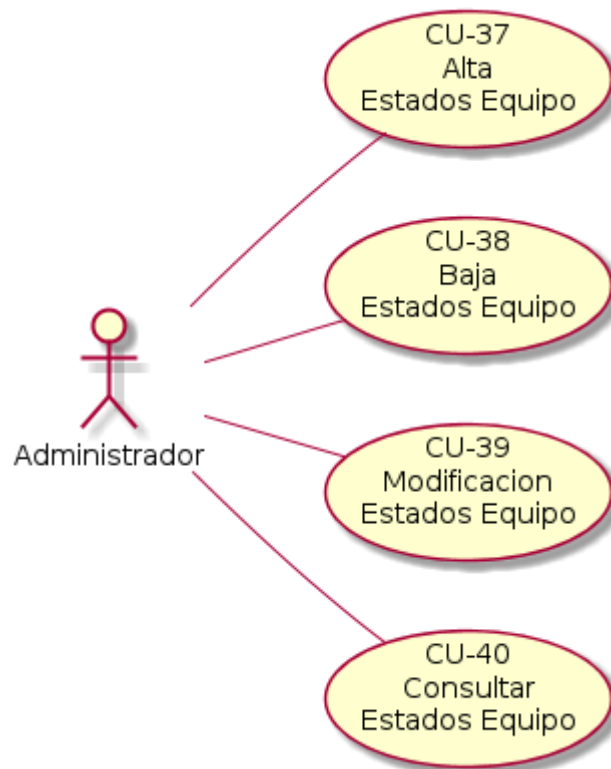 CU-37
Alta
Estados Equipo
CU-38
Baja
Estados Equipo
Administrador
CU-39
Modificacion
Estados Equipo
CU-40
Consultar
Estados Equipo